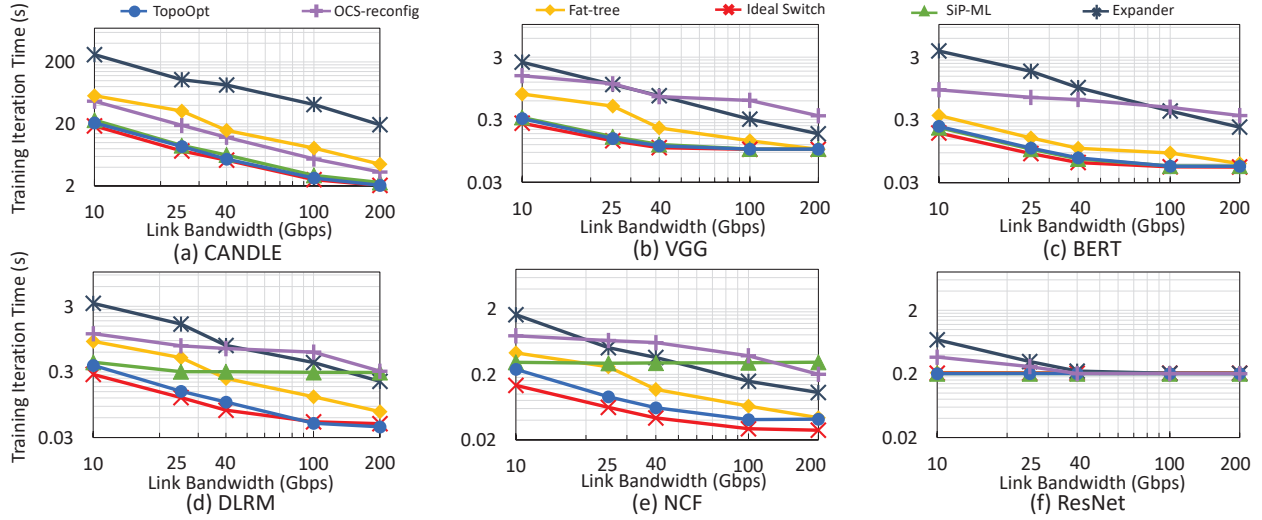 TopoOpt OCS-reconfig Fat-tree Ideal Switch SiP-ML Expander
Training Iteration Time (s)
200
20
2
10 25 40 100 200
Link Bandwidth (Gbps)
(a) CANDLE
3
0.3
0.03
10 25 40 100 200
Link Bandwidth (Gbps)
(b) VGG
3
0.3
0.03
10 25 40 100 200
Link Bandwidth (Gbps)
(c) BERT
Training Iteration Time (s)
3
0.3
0.03
10 25 40 100 200
Link Bandwidth (Gbps)
(d) DLRM
2
0.2
0.02
10 25 40 100 200
Link Bandwidth (Gbps)
(e) NCF
2
0.2
0.02
10 25 40 100 200
Link Bandwidth (Gbps)
(f) ResNet